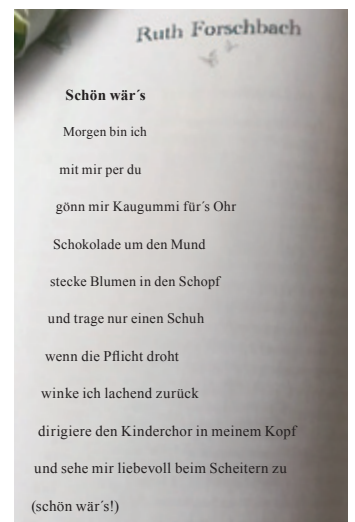 Ruth Forschbach
Schön wär´s
Morgen bin ich
mit mir per du
gönn mir Kaugummi für´s Ohr
Schokolade um den Mund
stecke Blumen in den Schopf
und trage nur einen Schuh
wenn die Pflicht droht
winke ich lachend zurück
dirigiere den Kinderchor in meinem Kopf
und sehe mir liebevoll beim Scheitern zu
(schön wär´s!)